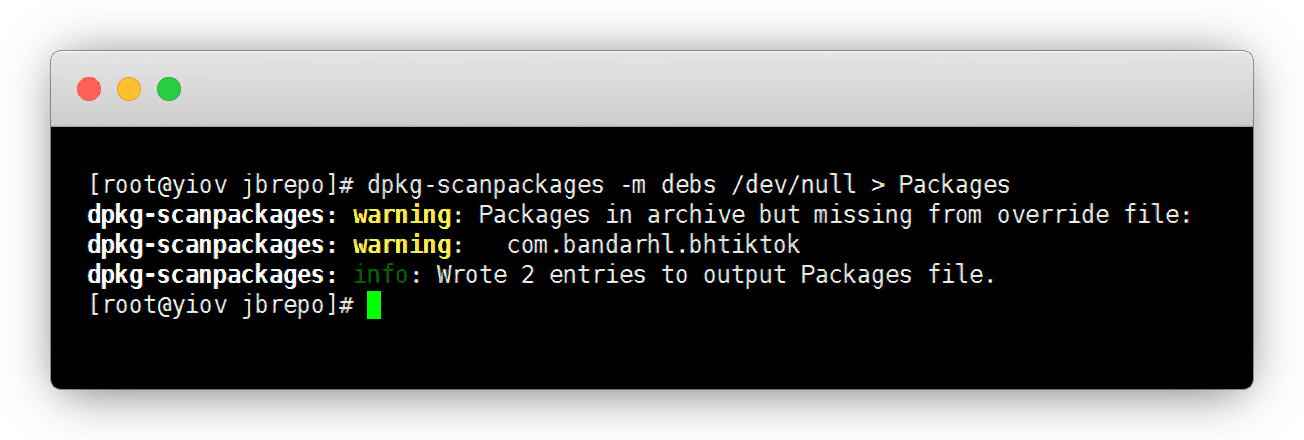 [root@yiov jbrepo]# dpkg-scanpackages -m debs /dev/null > Packages
dpkg-scanpackages: warning: Packages in archive but missing from override file:
dpkg-scanpackages: warning:   com.bandarhl.bhtiktok
dpkg-scanpackages: info: Wrote 2 entries to output Packages file.
[root@yiov jbrepo]#